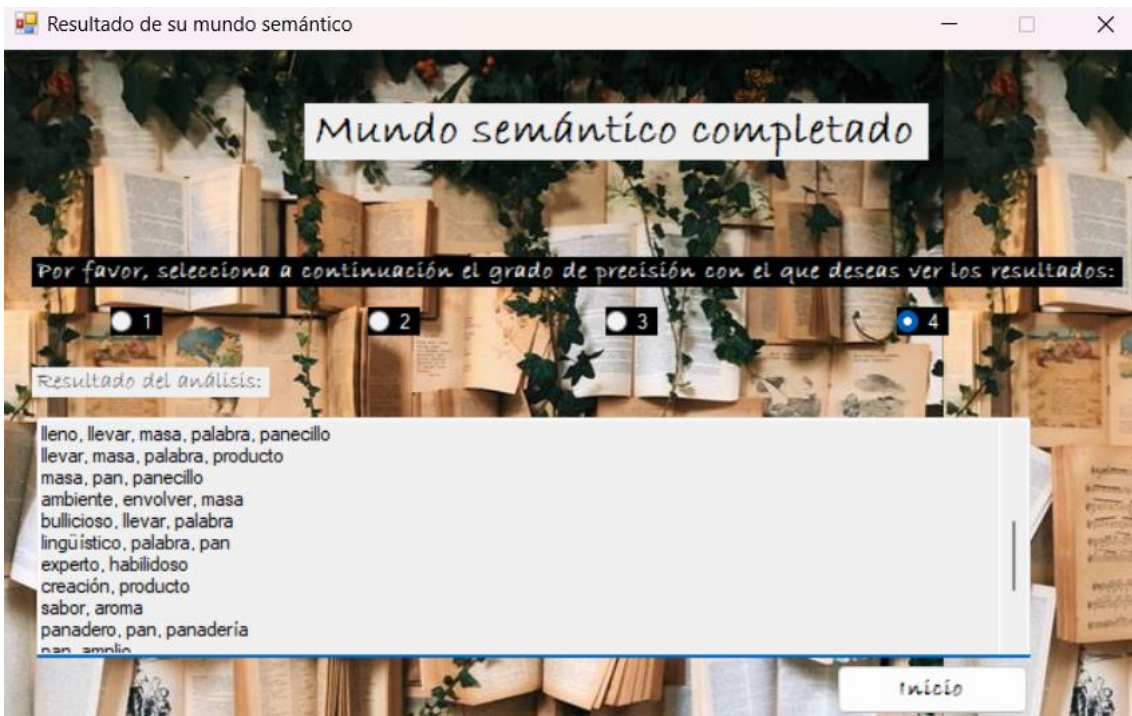 Resultado de su mundo semántico
Mundo semántico completado
Por favor, selecciona a continuación el grado de precisión con el que deseas ver los resultados:
1 2 3 4
Resultado del análisis:
lleno, llevar, masa, palabra, panecillo
llevar, masa, palabra, producto
masa, pan, panecillo
ambiente, envolver, masa
bullicioso, llevar, palabra
lingüístico, palabra, pan
experto, habilidoso
creación, producto
sabor, aroma
panadero, pan, panadería
pan, amplio
Inicio